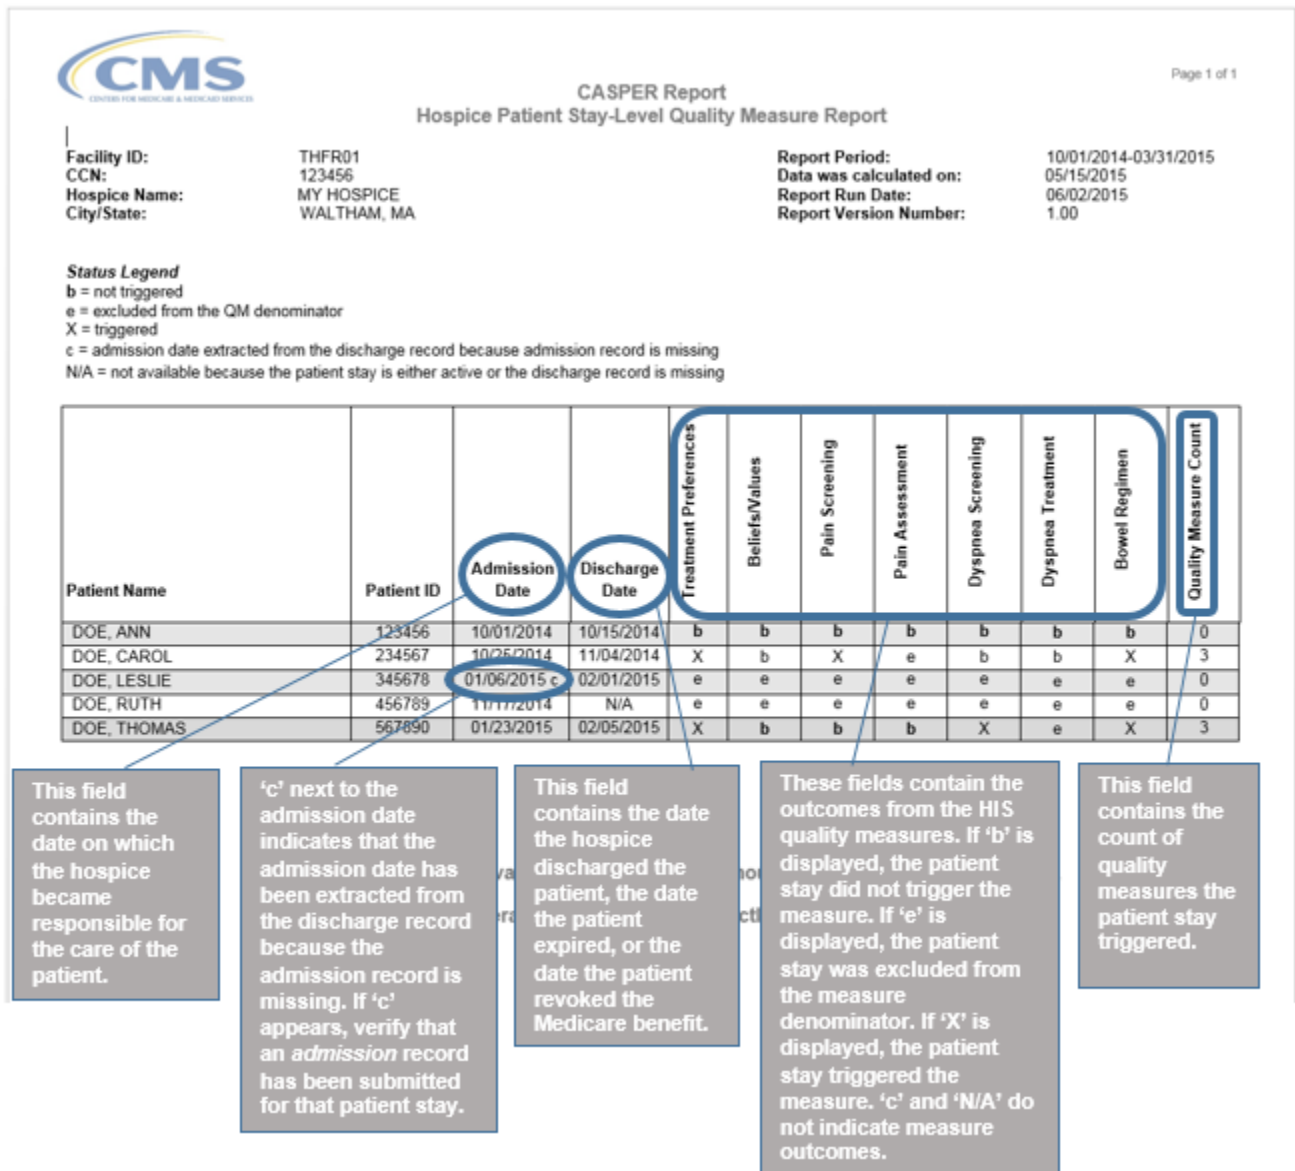 CMS
CENTERS FOR MEDICARE & MEDICAID SERVICES
Page 1 of 1
CASPER Report
Hospice Patient Stay-Level Quality Measure Report
Facility ID: THFR01 Report Period: 10/01/2014-03/31/2015
CCN: 123456 Data was calculated on: 05/15/2015
Hospice Name: MY HOSPICE Report Run Date: 06/02/2015
City/State: WALTHAM, MA Report Version Number: 1.00
Status Legend
b = not triggered
e = excluded from the QM denominator
X = triggered
c = admission date extracted from the discharge record because admission record is missing
N/A = not available because the patient stay is either active or the discharge record is missing
Patient Name
Patient ID
Admission
Date
Discharge
Date
Treatment Preferences
Beliefs/Values
Pain Screening
Pain Assessment
Dyspnea Screening
Dyspnea Treatment
Bowel Regimen
Quality Measure Count
DOE, ANN 123456 10/01/2014 10/15/2014 b b b b b b b 0
DOE, CAROL 234567 10/25/2014 11/04/2014 X b X e b b X 3
DOE, LESLIE 345678 01/06/2015 c 02/01/2015 e e e e e e e 0
DOE, RUTH 456789 11/17/2014 N/A e e e e e e e 0
DOE, THOMAS 567890 01/23/2015 02/05/2015 X b b b X e X 3
This field
contains the
date on which
the hospice
became
responsible for
the care of the
patient.
‘c’ next to the
admission date
indicates that the
admission date has
been extracted from
the discharge record
because the
admission record is
missing. If ‘c’
appears, verify that
an admission record
has been submitted
for that patient stay.
This field
contains the date
the hospice
discharged the
patient, the date
the patient
expired, or the
date the patient
revoked the
Medicare benefit.
These fields contain the
outcomes from the HIS
quality measures. If ‘b’ is
displayed, the patient
stay did not trigger the
measure. If ‘e’ is
displayed, the patient
stay was excluded from
the measure
denominator. If ‘X’ is
displayed, the patient
stay triggered the
measure. ‘c’ and ‘N/A’ do
not indicate measure
outcomes.
This field
contains the
count of
quality
measures the
patient stay
triggered.